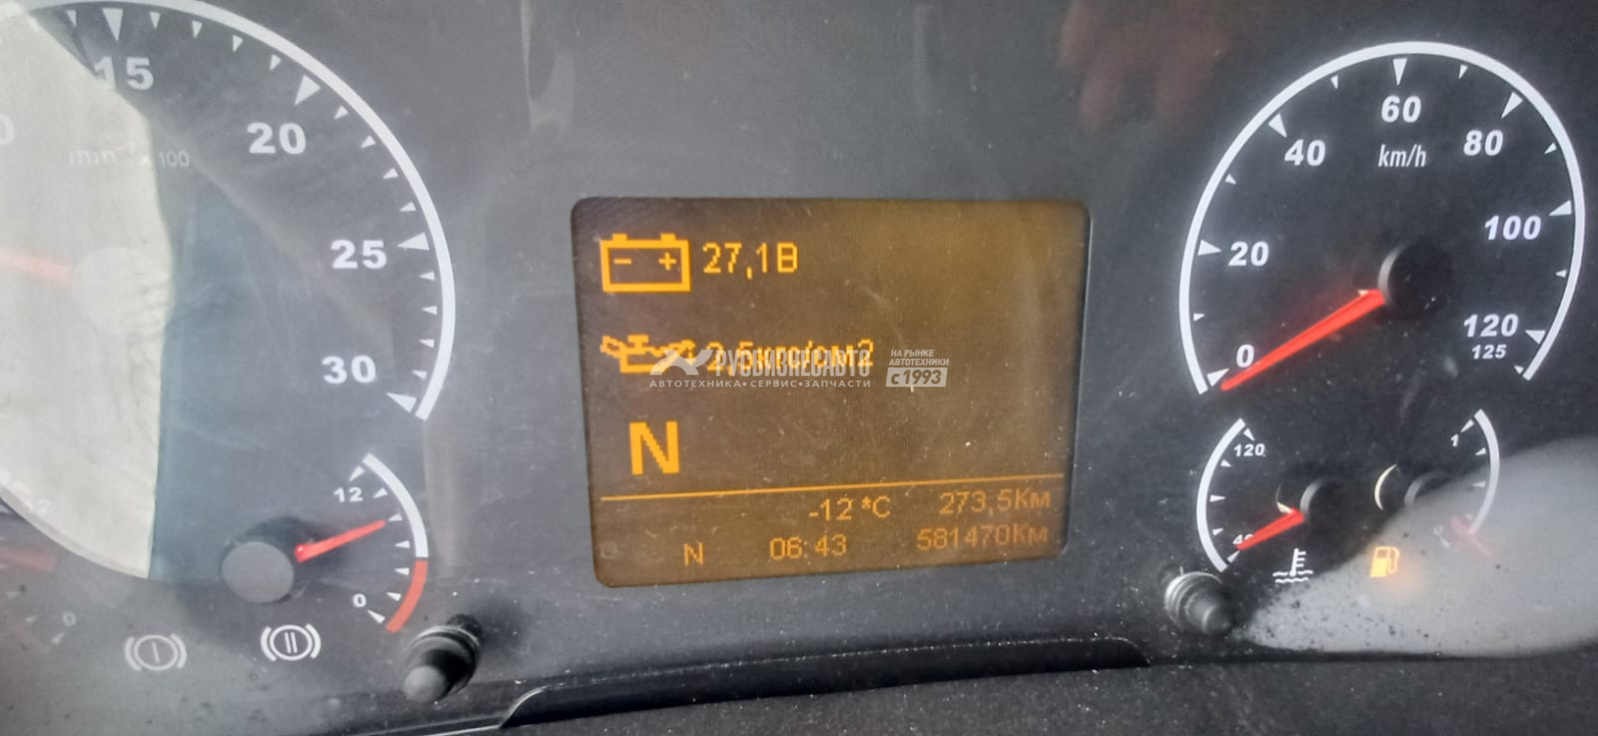 15
20
25
30
min⁻¹ x 100
12
0
0
27,1В
2,5кгс/см2
РУСБИЗНЕСАВТО
АВТОТЕХНИКА • СЕРВИС • ЗАПЧАСТИ
НА РЫНКЕ
АВТОТЕХНИКИ
с 1993
N
-12 °C 273,5Км
N 06:43 581470Км
0
20
40
60
80
100
120
125
km/h
120
40
1